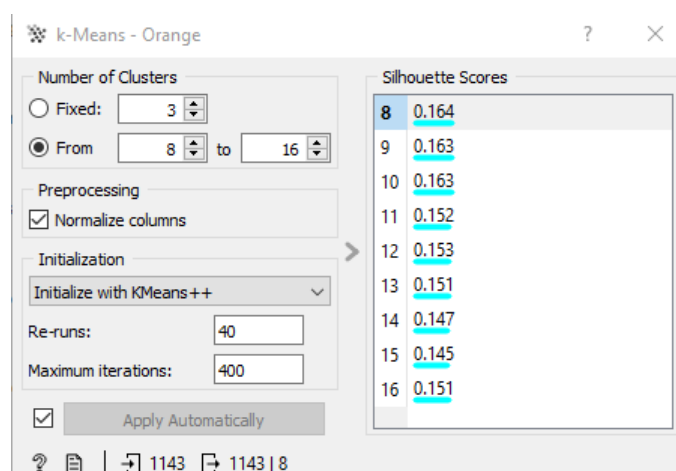 k-Means - Orange ? ×
Number of Clusters
Fixed: 3
From 8 to 16
Preprocessing
Normalize columns
Initialization
Initialize with KMeans++
Re-runs: 40
Maximum iterations: 400
Apply Automatically
? 1143 1143 | 8
Silhouette Scores
8 0.164
9 0.163
10 0.163
11 0.152
12 0.153
13 0.151
14 0.147
15 0.145
16 0.151